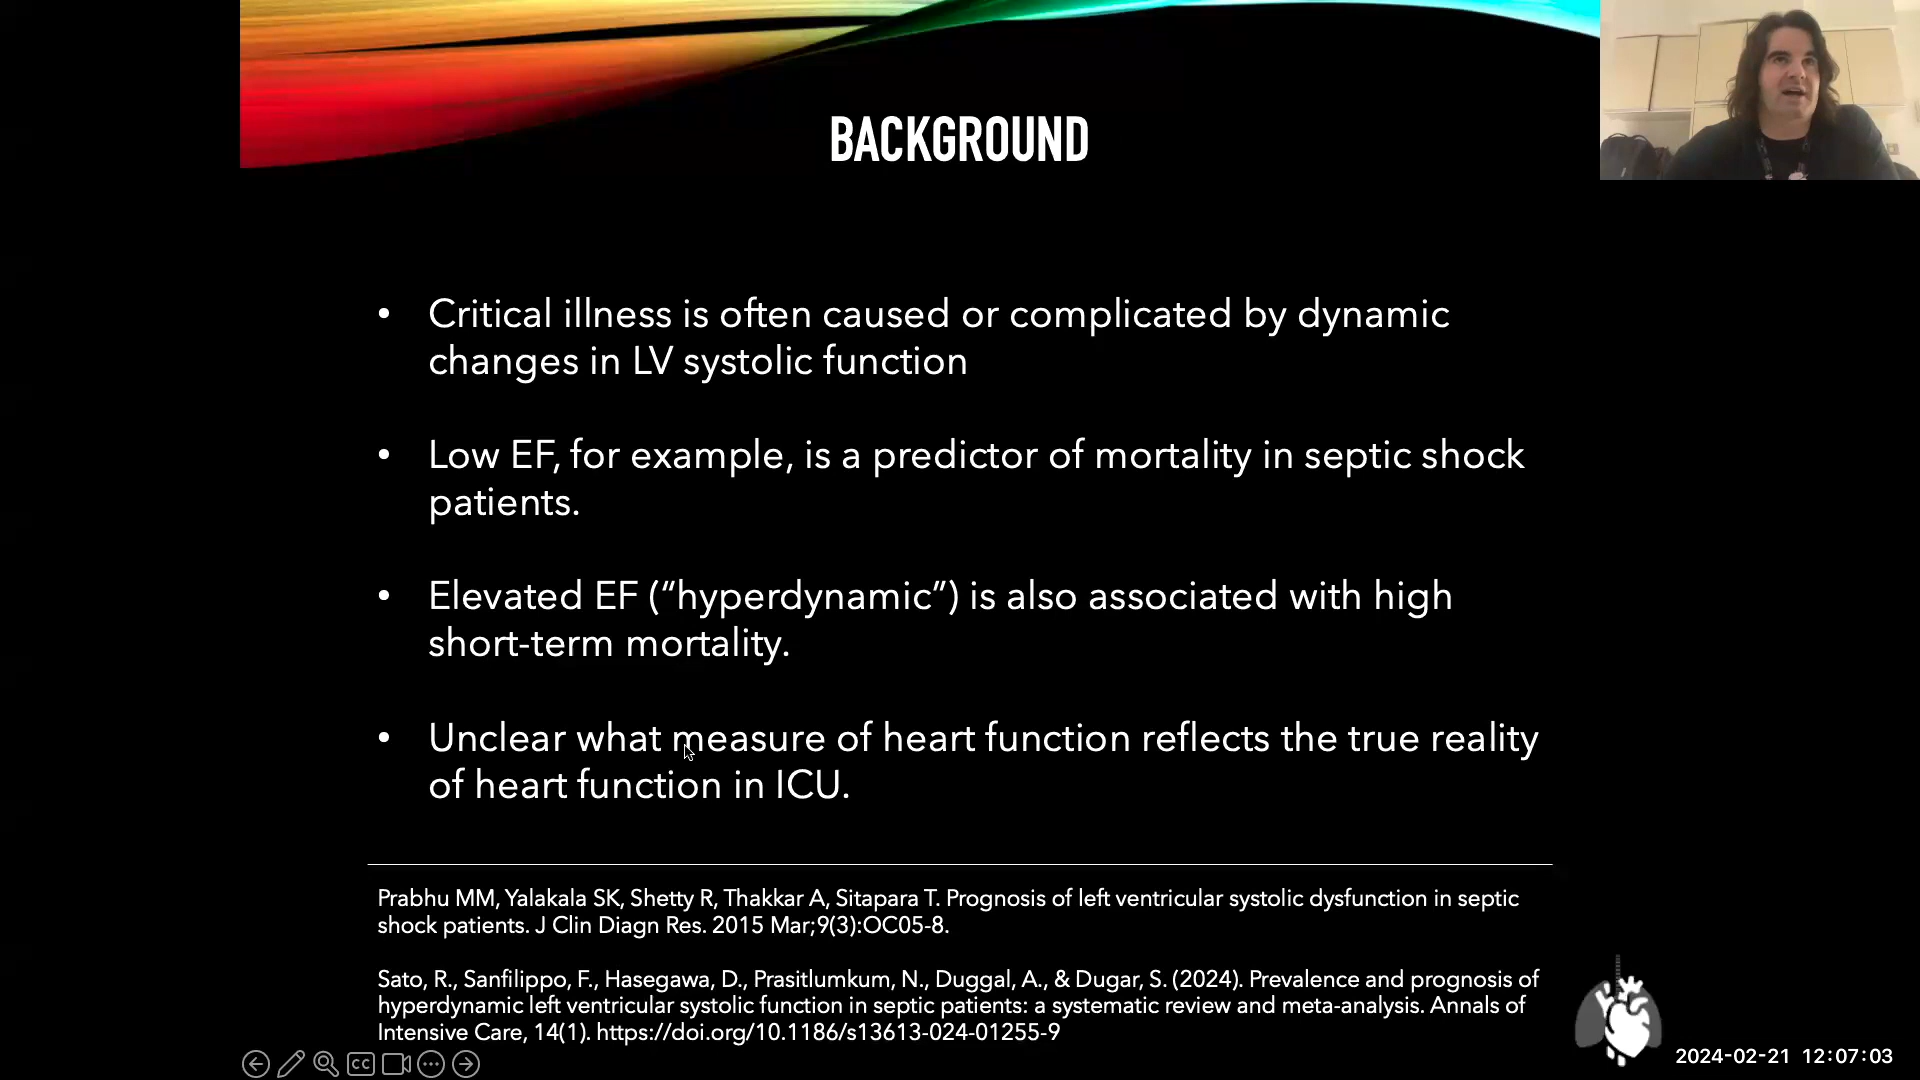 BACKGROUND
• Critical illness is often caused or complicated by dynamic
changes in LV systolic function
• Low EF, for example, is a predictor of mortality in septic shock
patients.
• Elevated EF (“hyperdynamic”) is also associated with high
short-term mortality.
• Unclear what measure of heart function reflects the true reality
of heart function in ICU.
Prabhu MM, Yalakala SK, Shetty R, Thakkar A, Sitapara T. Prognosis of left ventricular systolic dysfunction in septic
shock patients. J Clin Diagn Res. 2015 Mar;9(3):OC05-8.
Sato, R., Sanfilippo, F., Hasegawa, D., Prasitlumkum, N., Duggal, A., & Dugar, S. (2024). Prevalence and prognosis of
hyperdynamic left ventricular systolic function in septic patients: a systematic review and meta-analysis. Annals of
Intensive Care, 14(1). https://doi.org/10.1186/s13613-024-01255-9
CC
2024-02-21 12:07:03